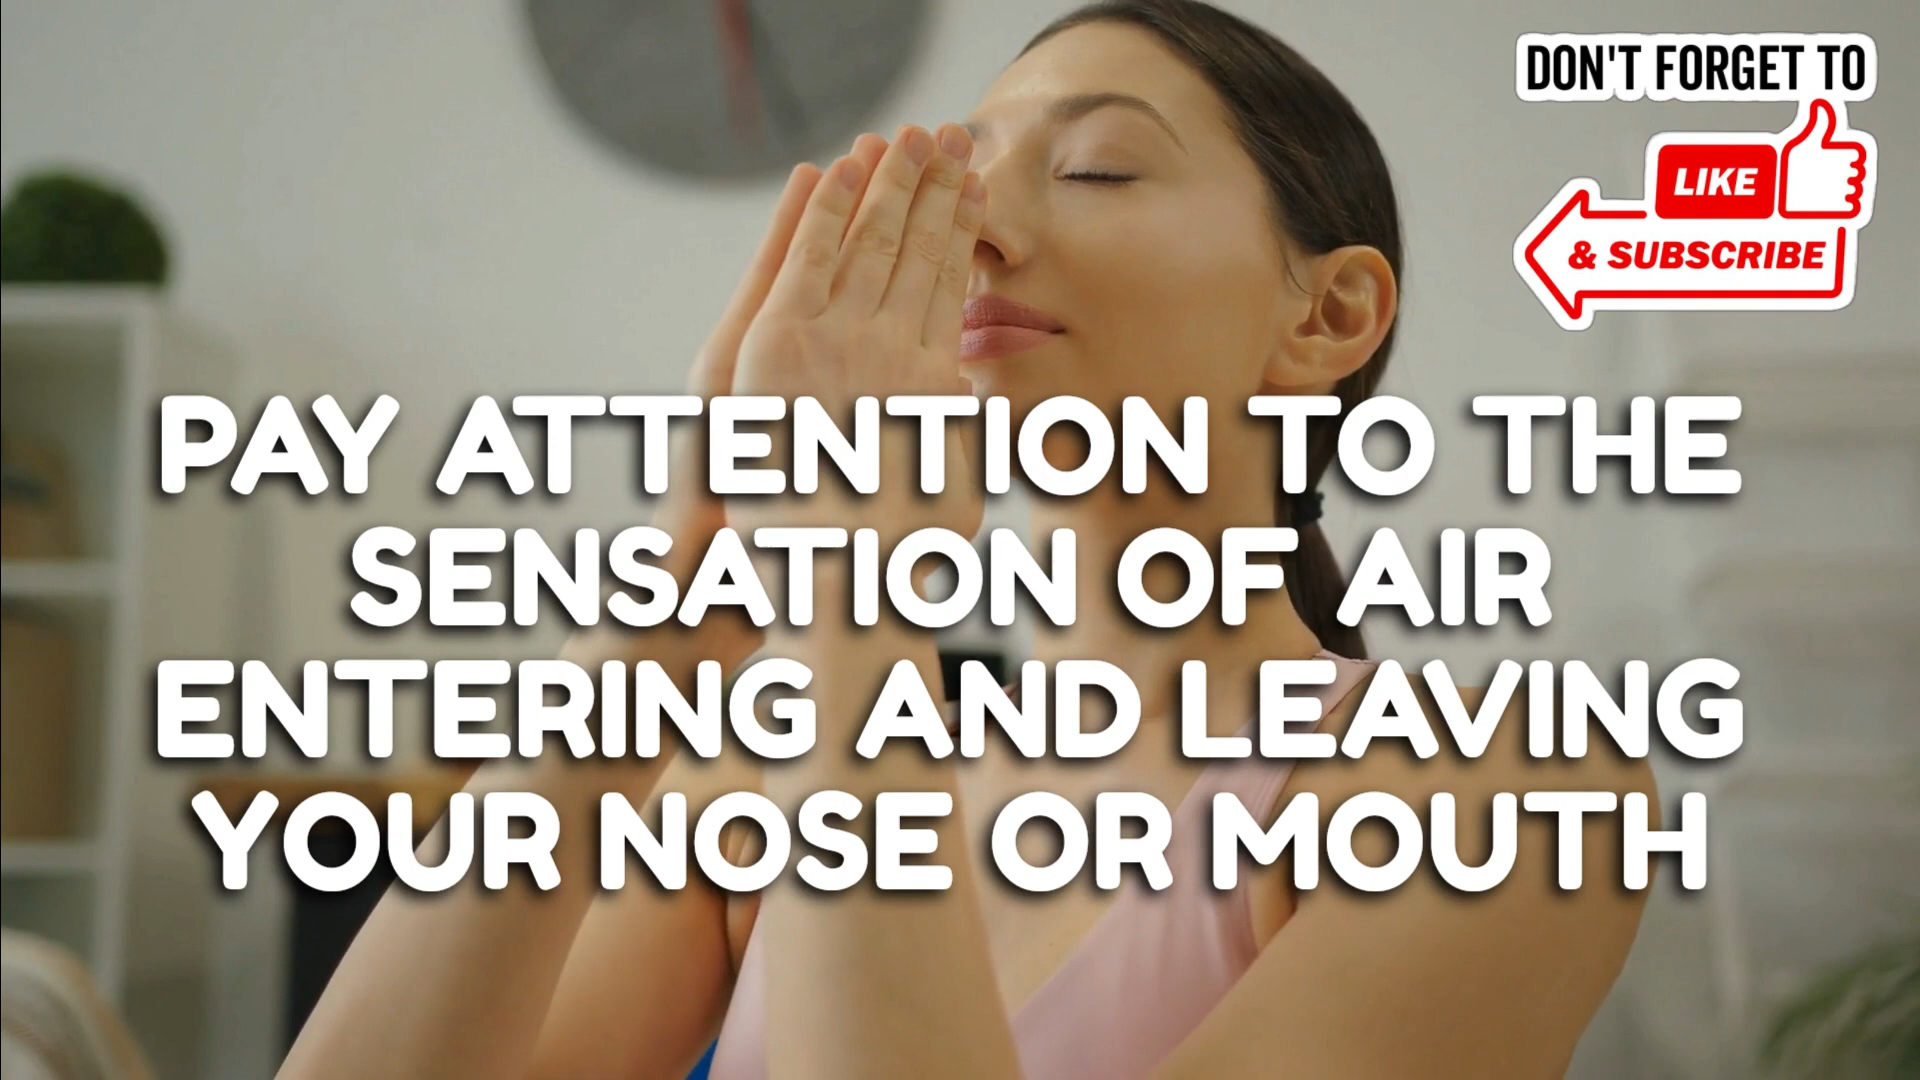 DON'T FORGET TO
LIKE
& SUBSCRIBE
PAY ATTENTION TO THE
SENSATION OF AIR
ENTERING AND LEAVING
YOUR NOSE OR MOUTH